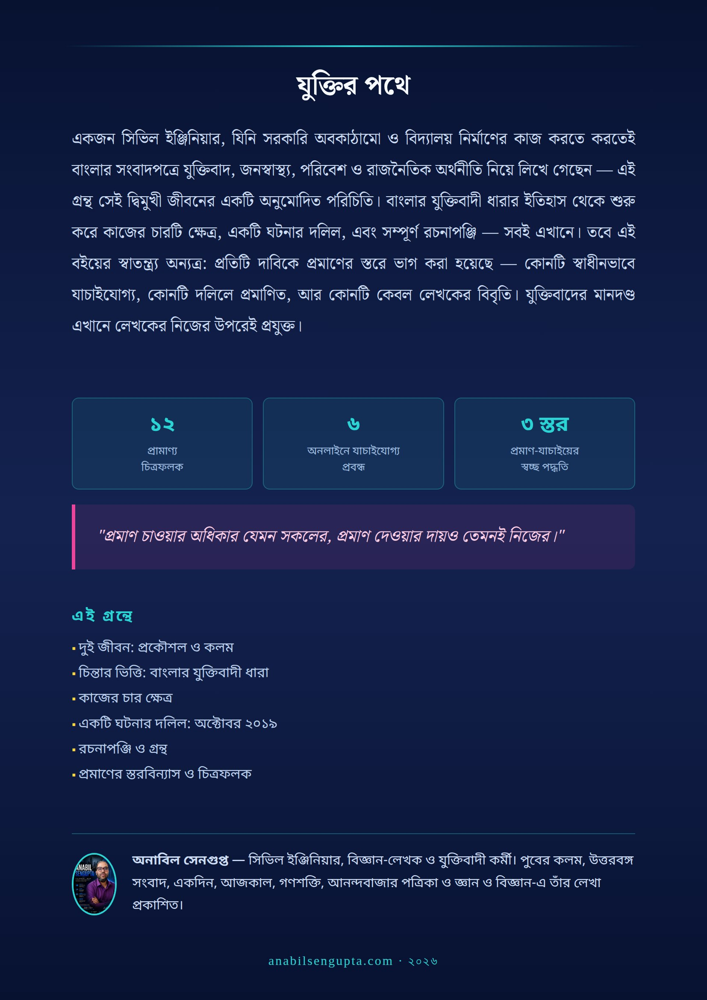 যুক্তির পথে
একজন সিভিল ইঞ্জিনিয়ার, যিনি সরকারি অবকাঠামো ও বিদ্যালয় নির্মাণের কাজ করতে করতেই
বাংলার সংবাদপত্রে যুক্তিবাদ, জনস্বাস্থ্য, পরিবেশ ও রাজনৈতিক অর্থনীতি নিয়ে লিখে গেছেন — এই
গ্রন্থ সেই দ্বিমুখী জীবনের একটি অনুমোদিত পরিচিতি। বাংলার যুক্তিবাদী ধারার ইতিহাস থেকে শুরু
করে কাজের চারটি ক্ষেত্র, একটি ঘটনার দলিল, এবং সম্পূর্ণ রচনাপঞ্জি — সবই এখানে। তবে এই
বইয়ের স্বাতন্ত্র্য অন্যত্র: প্রতিটি দাবিকে প্রমাণের স্তরে ভাগ করা হয়েছে — কোনটি স্বাধীনভাবে
যাচাইযোগ্য, কোনটি দলিলে প্রমাণিত, আর কোনটি কেবল লেখকের বিবৃতি। যুক্তিবাদের মানদণ্ড
এখানে লেখকের নিজের উপরেই প্রযুক্ত।
১২
প্রামাণ্য
চিত্রফলক
৬
অনলাইনে যাচাইযোগ্য
প্রবন্ধ
৩ স্তর
প্রমাণ-যাচাইয়ের
স্বচ্ছ পদ্ধতি
"প্রমাণ চাওয়ার অধিকার যেমন সকলের, প্রমাণ দেওয়ার দায়ও তেমনই নিজের।"
এই গ্রন্থে
▪ দুই জীবন: প্রকৌশল ও কলম
▪ চিন্তার ভিত্তি: বাংলার যুক্তিবাদী ধারা
▪ কাজের চার ক্ষেত্র
▪ একটি ঘটনার দলিল: অক্টোবর ২০১৯
▪ রচনাপঞ্জি ও গ্রন্থ
▪ প্রমাণের স্তরবিন্যাস ও চিত্রফলক
ANABIL
SENGUPTA
অনাবিল সেনগুপ্ত — সিভিল ইঞ্জিনিয়ার, বিজ্ঞান-লেখক ও যুক্তিবাদী কর্মী। পুবের কলম, উত্তরবঙ্গ
সংবাদ, একদিন, আজকাল, গণশক্তি, আনন্দবাজার পত্রিকা ও জ্ঞান ও বিজ্ঞান-এ তাঁর লেখা
প্রকাশিত।
anabilsengupta.com · ২০২৬